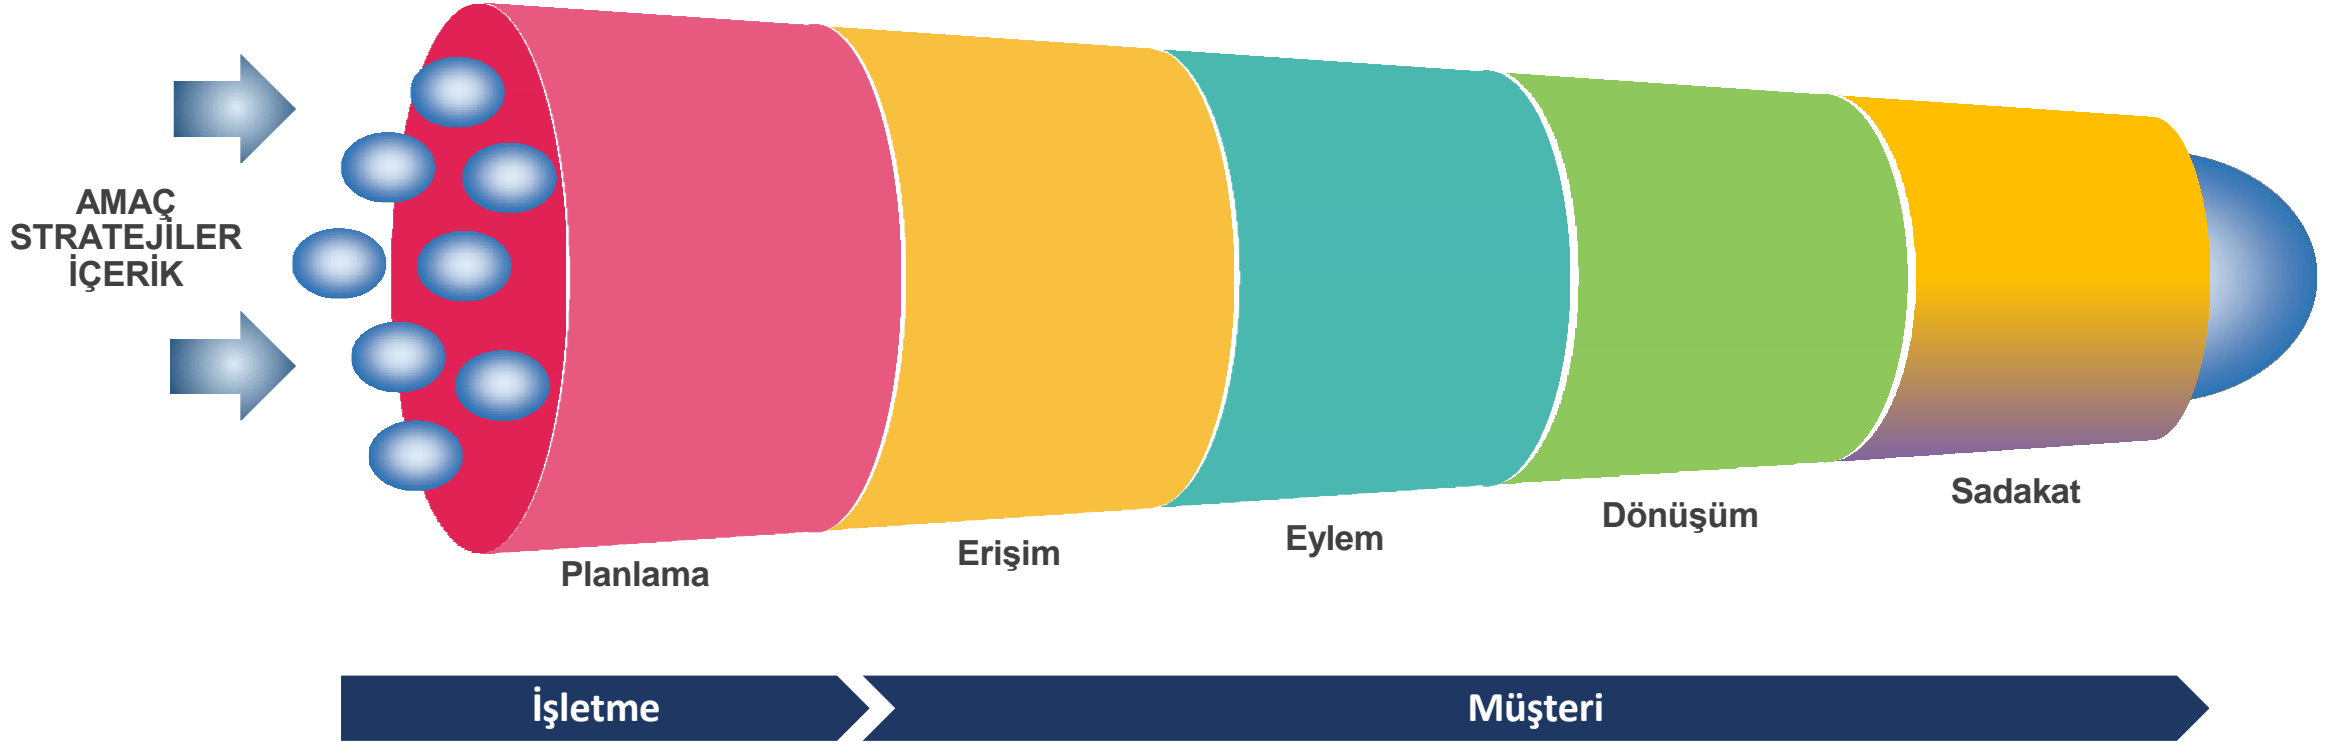 AMAÇ
STRATEJİLER
İÇERİK
Planlama
Erişim
Eylem
Dönüşüm
Sadakat
İşletme
Müşteri